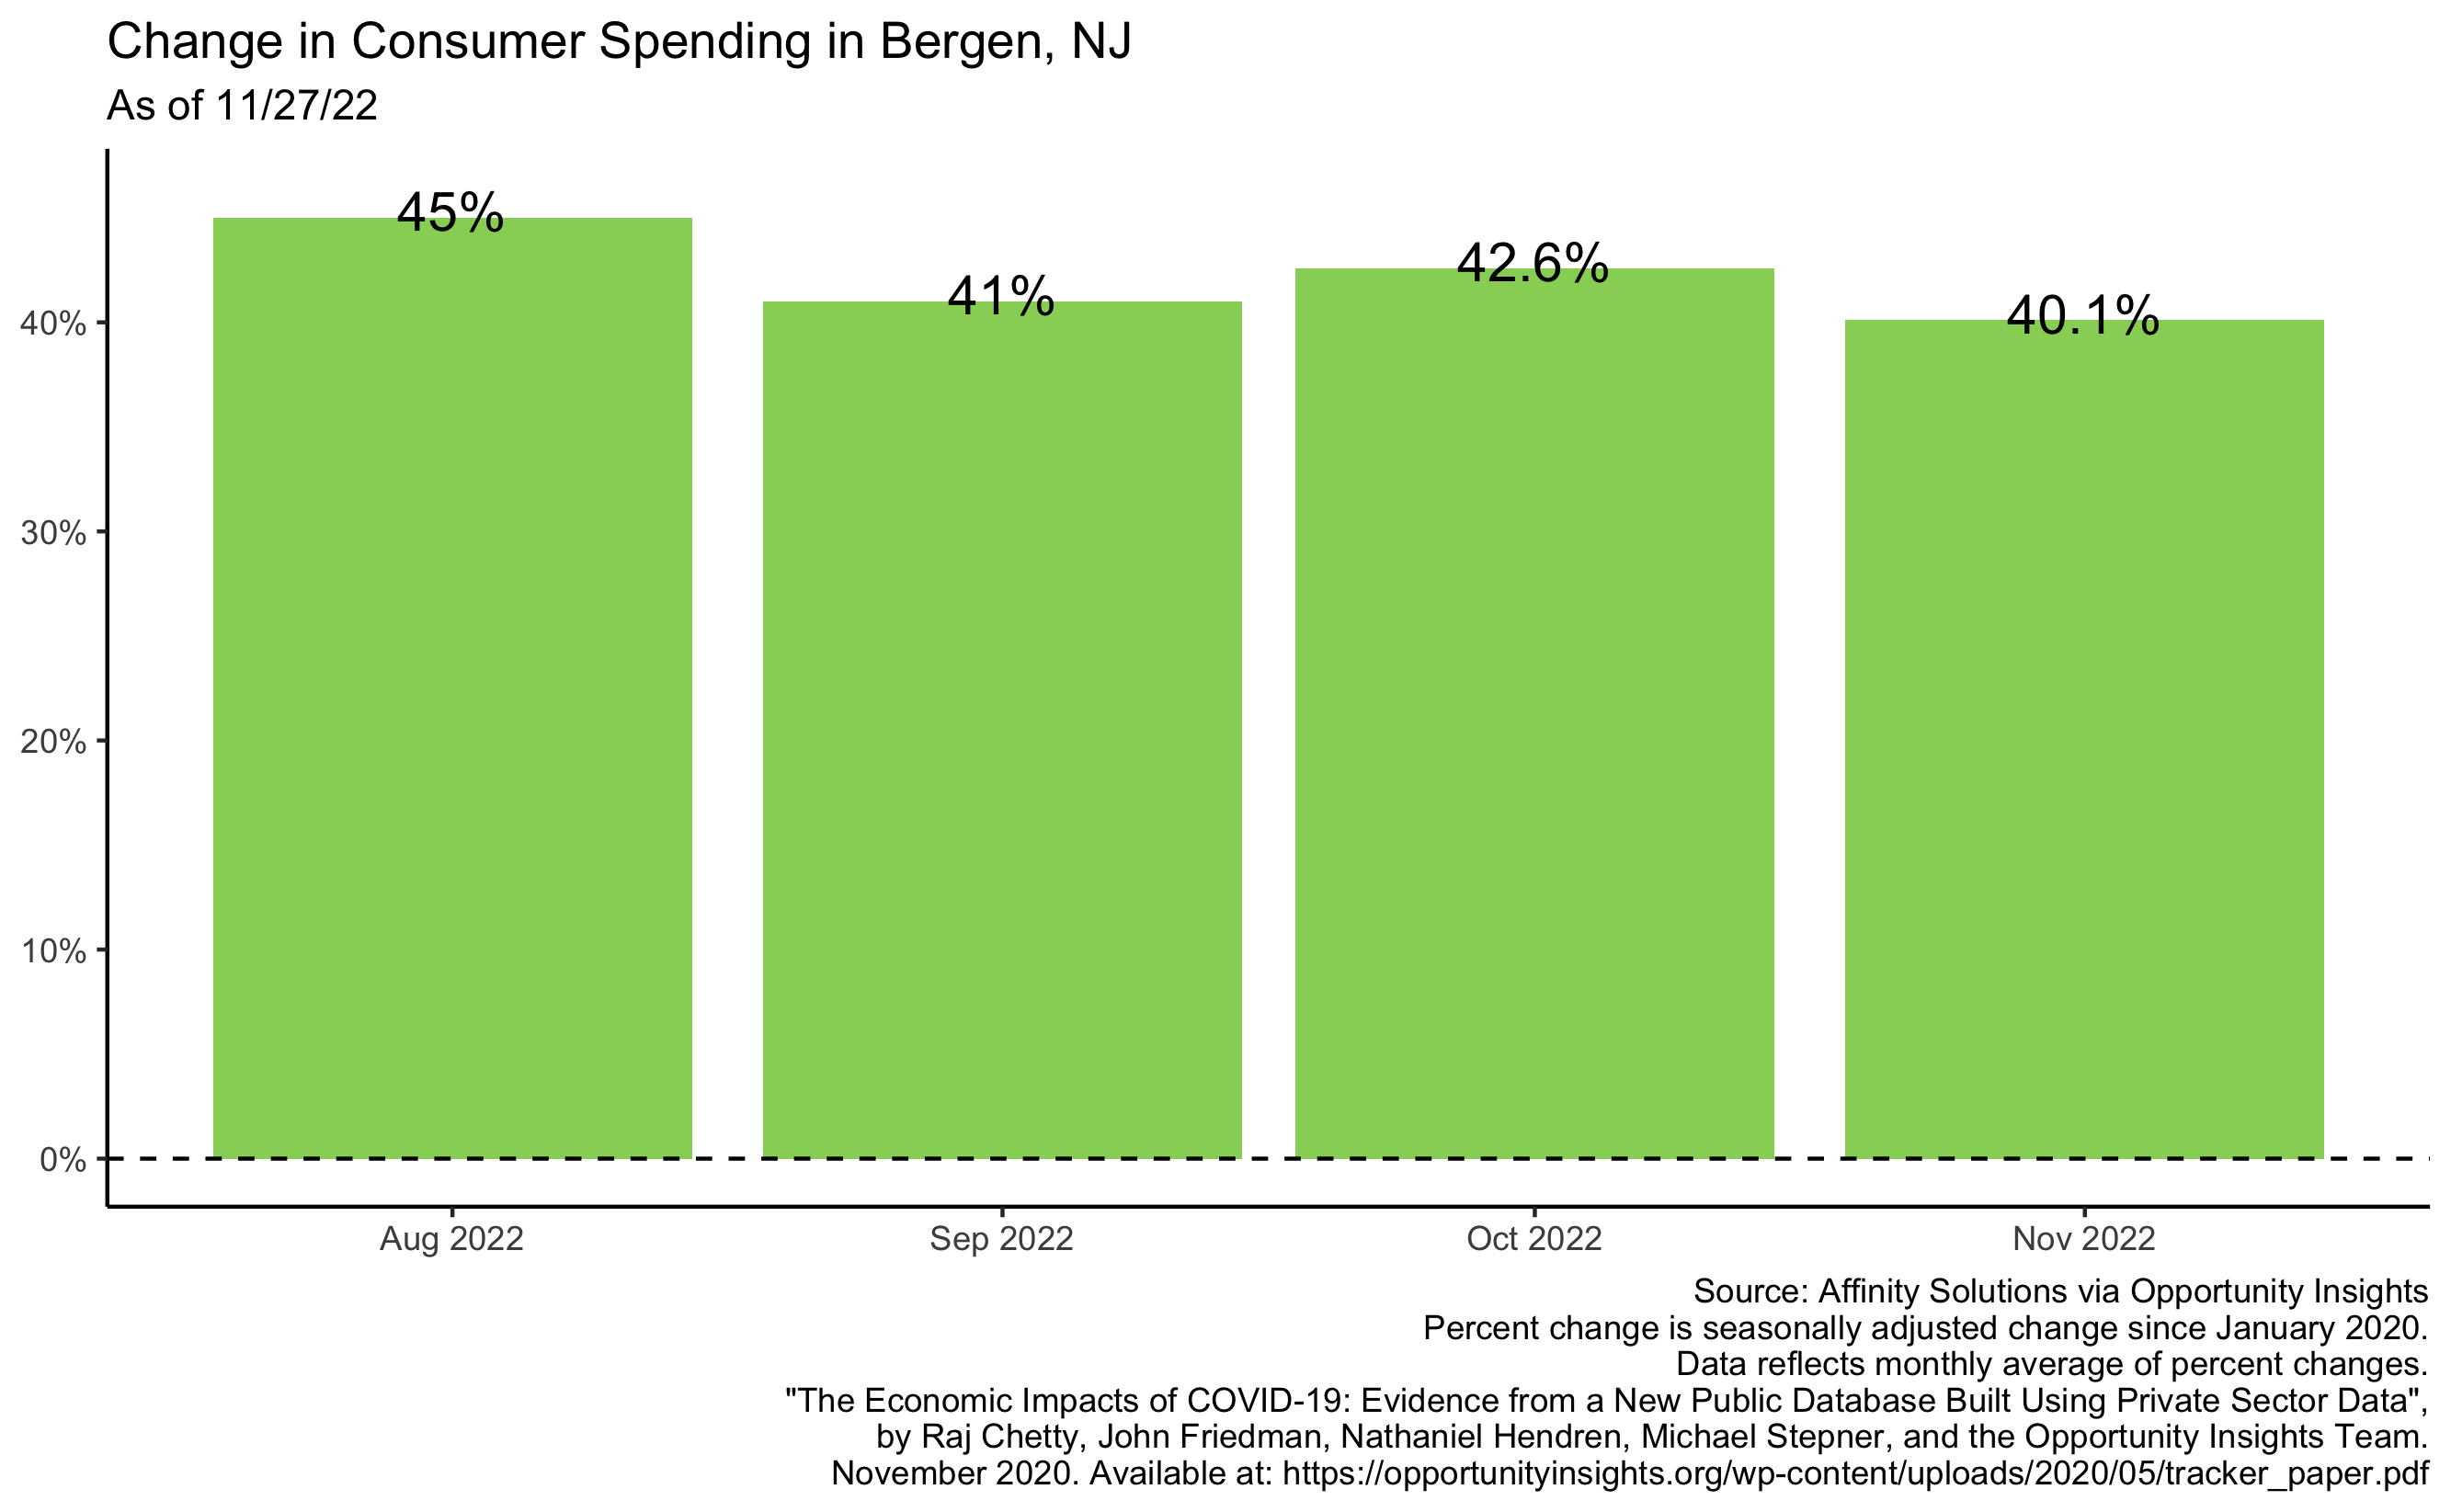 Change in Consumer Spending in Bergen, NJ
As of 11/27/22
45%
41%
42.6%
40.1%
40%
30%
20%
10%
0%
Aug 2022
Sep 2022
Oct 2022
Nov 2022
Source: Affinity Solutions via Opportunity Insights
Percent change is seasonally adjusted change since January 2020.
Data reflects monthly average of percent changes.
"The Economic Impacts of COVID-19: Evidence from a New Public Database Built Using Private Sector Data",
by Raj Chetty, John Friedman, Nathaniel Hendren, Michael Stepner, and the Opportunity Insights Team.
November 2020. Available at: https://opportunityinsights.org/wp-content/uploads/2020/05/tracker_paper.pdf